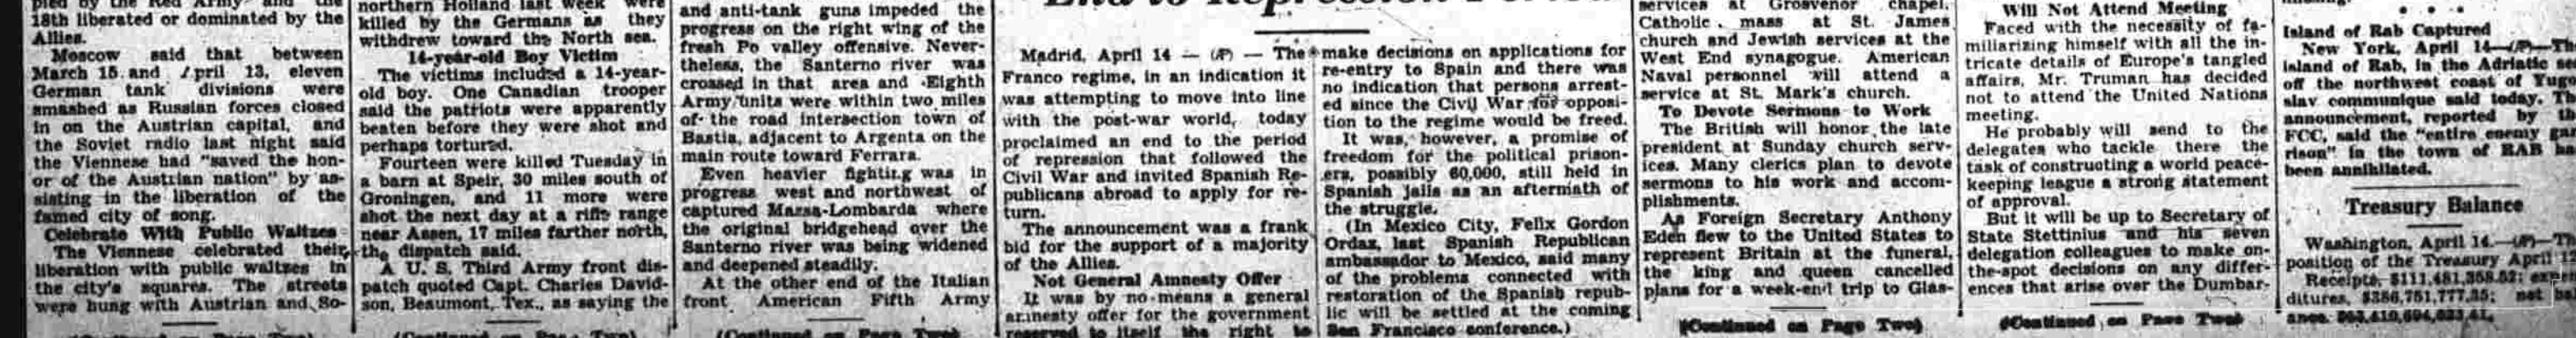 pied by the Red Army and the
18th liberated or dominated by the
Allies.
Moscow said that between
March 15 and April 13, eleven
German tank divisions were
smashed as Russian forces closed
in on the Austrian capital, and
the Soviet radio last night said
the Viennese had "saved the hon-
or of the Austrian nation" by as-
sisting in the liberation of the
famed city of song.
Celebrate With Public Waltzes
The Viennese celebrated their
liberation with public waltzes in
the city's squares. The streets
were hung with Austrian and So-
northern Holland last week were
killed by the Germans as they
withdrew toward the North sea.
14-year-old Boy Victim
The victims included a 14-year-
old boy. One Canadian trooper
said the patriots were apparently
beaten before they were shot and
perhaps tortured.
Fourteen were killed Tuesday in
a barn at Speir, 30 miles south of
Groningen, and 11 more were
shot the next day at a rifle range
near Assen, 17 miles farther north,
the dispatch said.
A U. S. Third Army front dis-
patch quoted Capt. Charles David-
son, Beaumont, Tex., as saying the
(Continued on Page Two)
and anti-tank guns impeded the
progress on the right wing of the
fresh Po valley offensive. Never-
theless, the Santerno river was
crossed in that area and Eighth
Army units were within two miles
of the road intersection town of
Bastia, adjacent to Argenta on the
main route toward Ferrara.
Even heavier fighting was in
progress west and northwest of
captured Massa-Lombarda where
the original bridgehead over the
Santerno river was being widened
and deepened steadily.
At the other end of the Italian
front American Fifth Army
(Continued on Page Two)
Madrid, April 14 — (AP) — The
Franco regime, in an indication it
was attempting to move into line
with the post-war world, today
proclaimed an end to the period
of repression that followed the
Civil War and invited Spanish Re-
publicans abroad to apply for re-
turn.
The announcement was a frank
bid for the support of a majority
of the Allies.
Not General Amnesty Offer
It was by no means a general
amnesty offer for the government
reserved to itself the right to
make decisions on applications for
re-entry to Spain and there was
no indication that persons arrest-
ed since the Civil War for opposi-
tion to the regime would be freed.
It was, however, a promise of
freedom for the political prison-
ers, possibly 60,000, still held in
Spanish jails as an aftermath of
the struggle.
(In Mexico City, Felix Gordon
Ordaz, last Spanish Republican
ambassador to Mexico, said many
of the problems connected with
restoration of the Spanish repub-
lic will be settled at the coming
San Francisco conference.)
services at Grosvenor chapel,
Catholic mass at St. James
church and Jewish services at the
West End synagogue. American
Naval personnel will attend a
service at St. Mark's church.
To Devote Sermons to Work
The British will honor the late
president at Sunday church serv-
ices. Many clerics plan to devote
sermons to his work and accom-
plishments.
As Foreign Secretary Anthony
Eden flew to the United States to
represent Britain at the funeral,
the king and queen cancelled
plans for a week-end trip to Glas-
(Continued on Page Two)
Will Not Attend Meeting
Faced with the necessity of fa-
miliarizing himself with all the in-
tricate details of Europe's tangled
affairs, Mr. Truman has decided
not to attend the United Nations
meeting.
He probably will send to the
delegates who tackle there the
task of constructing a world peace-
keeping league a strong statement
of approval.
But it will be up to Secretary of
State Stettinius and his seven
delegation colleagues to make on-
the-spot decisions on any differ-
ences that arise over the Dumbar-
(Continued on Page Two)
Island of Rab Captured
New York, April 14—(AP)—Th
island of Rab, in the Adriatic se
off the northwest coast of Yugo
slav communique said today. Th
announcement, reported by th
FCC, said the "entire enemy gar
rison" in the town of RAB ha
been annihilated.
Treasury Balance
Washington, April 14.—(AP)—Th
position of the Treasury April 12
Receipts, $111,481,358.52; expen
ditures, $386,751,777.35; net ba
ance